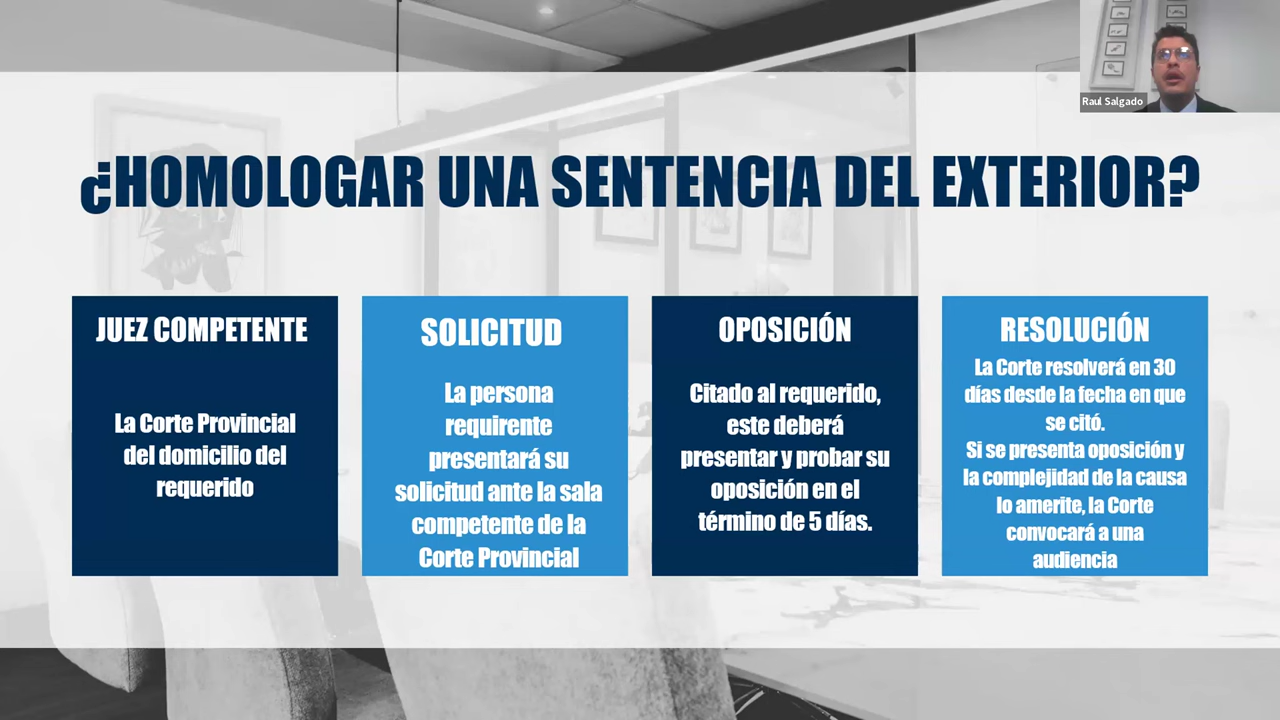 Raul Salgado
¿HOMOLOGAR UNA SENTENCIA DEL EXTERIOR?
JUEZ COMPETENTE
La Corte Provincial
del domicilio del
requerido
SOLICITUD
La persona
requirente
presentará su
solicitud ante la sala
competente de la
Corte Provincial
OPOSICIÓN
Citado al requerido,
este deberá
presentar y probar su
oposición en el
término de 5 días.
RESOLUCIÓN
La Corte resolverá en 30
días desde la fecha en que
se citó.
Si se presenta oposición y
la complejidad de la causa
lo amerite, la Corte
convocará a una
audiencia